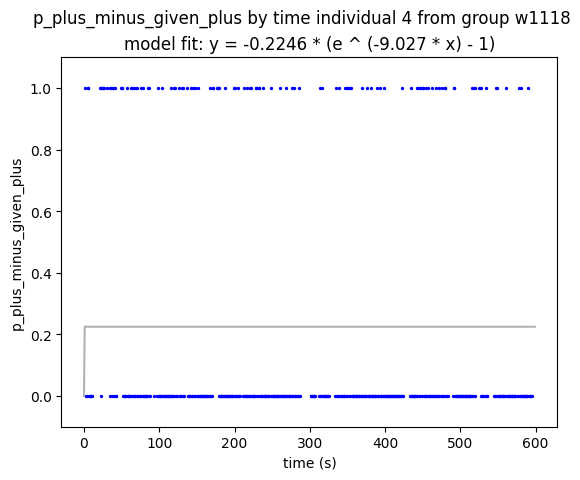 p_plus_minus_given_plus by time individual 4 from group w1118
model fit: y = -0.2246 * (e ^ (-9.027 * x) - 1)
1.0
0.8
0.6
0.4
0.2
0.0
p_plus_minus_given_plus
0 100 200 300 400 500 600
time (s)